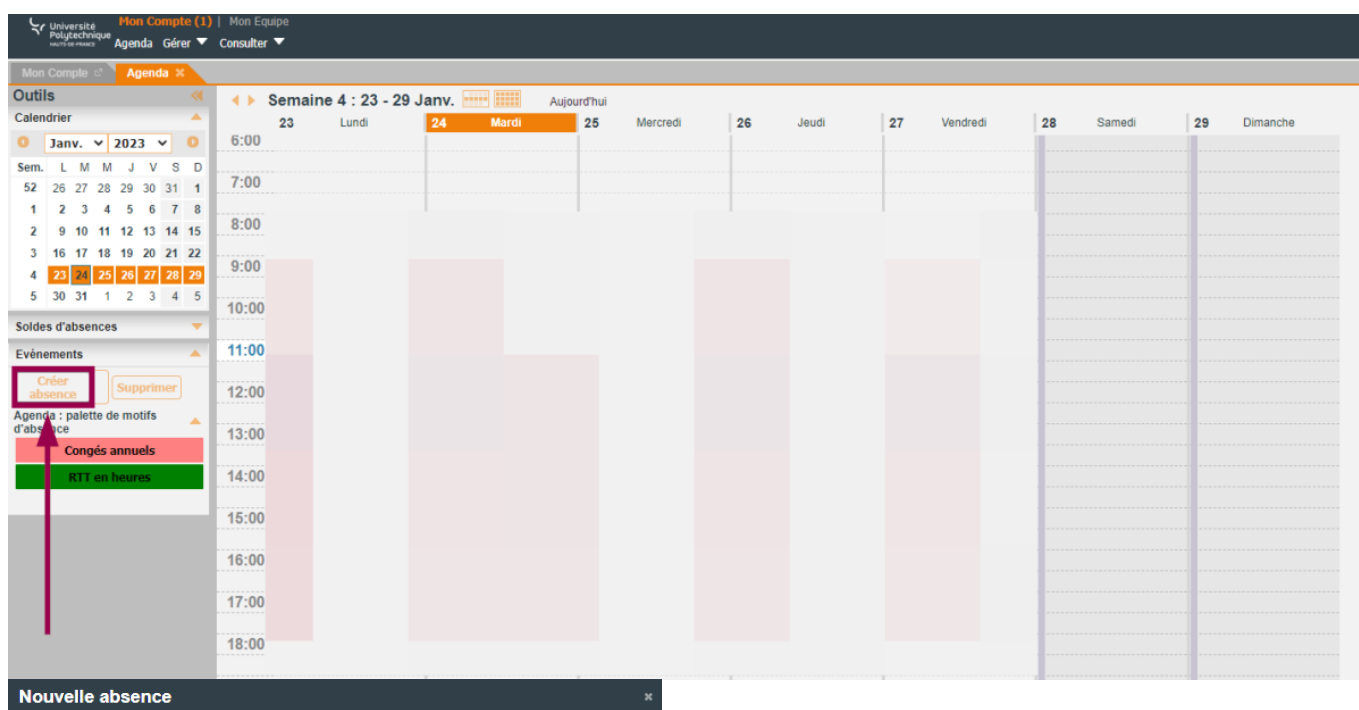 Université
Polytechnique
HAUTS-DE-FRANCE
Mon Compte (1) | Mon Equipe
Agenda Gérer Consulter
Mon Compte Agenda
Outils
Semaine 4 : 23 - 29 Janv. Aujourd'hui
Calendrier
23 Lundi 24 Mardi 25 Mercredi 26 Jeudi 27 Vendredi 28 Samedi 29 Dimanche
Janv. 2023
Sem. L M M J V S D
52 26 27 28 29 30 31 1
1 2 3 4 5 6 7 8
2 9 10 11 12 13 14 15
3 16 17 18 19 20 21 22
4 23 24 25 26 27 28 29
5 30 31 1 2 3 4 5
Soldes d'absences
Evénements
Créer
absence
Supprimer
Agenda : palette de motifs
d'absence
Congés annuels
RTT en heures
6:00
7:00
8:00
9:00
10:00
11:00
12:00
13:00
14:00
15:00
16:00
17:00
18:00
Nouvelle absence